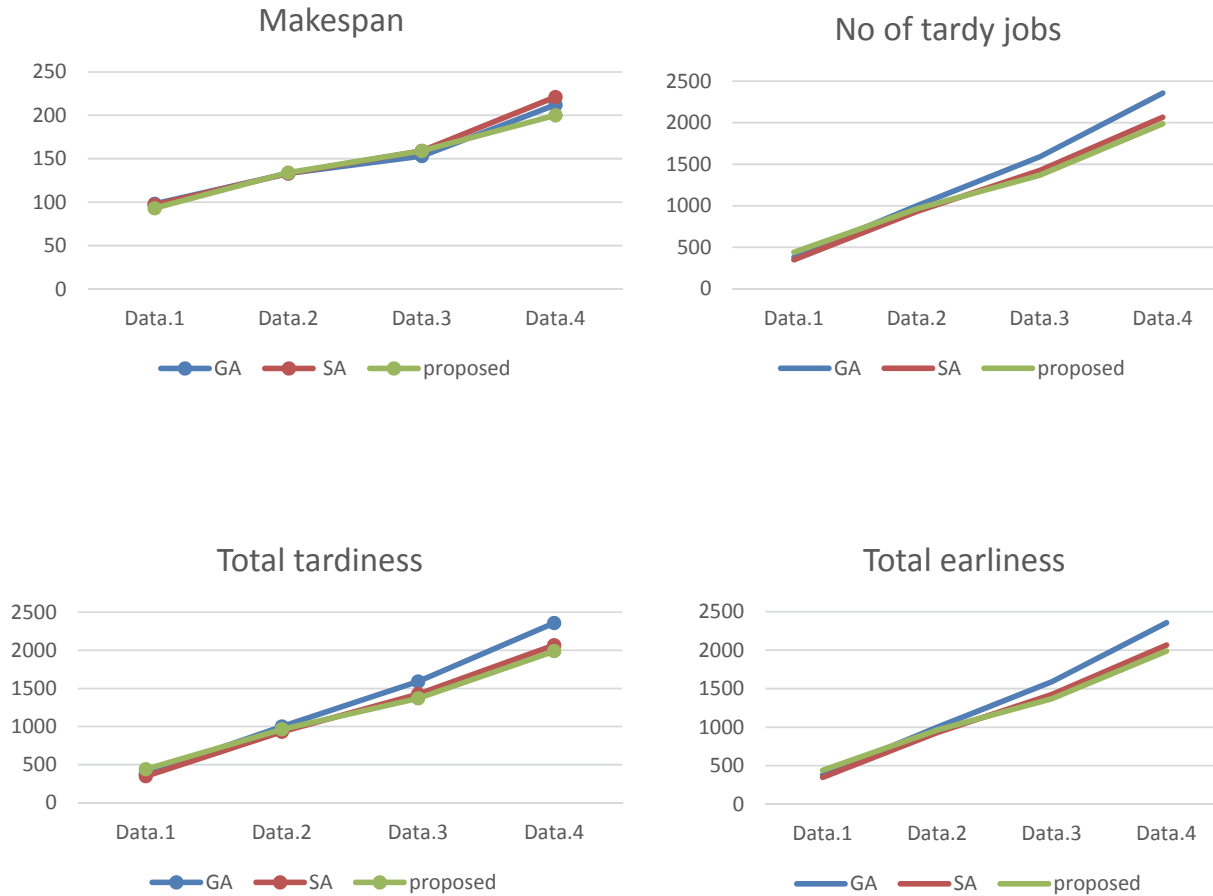 Makespan
250
200
150
100
50
0
Data.1 Data.2 Data.3 Data.4
GA SA proposed
No of tardy jobs
2500
2000
1500
1000
500
0
Data.1 Data.2 Data.3 Data.4
GA SA proposed
Total tardiness
2500
2000
1500
1000
500
0
Data.1 Data.2 Data.3 Data.4
GA SA proposed
Total earliness
2500
2000
1500
1000
500
0
Data.1 Data.2 Data.3 Data.4
GA SA proposed